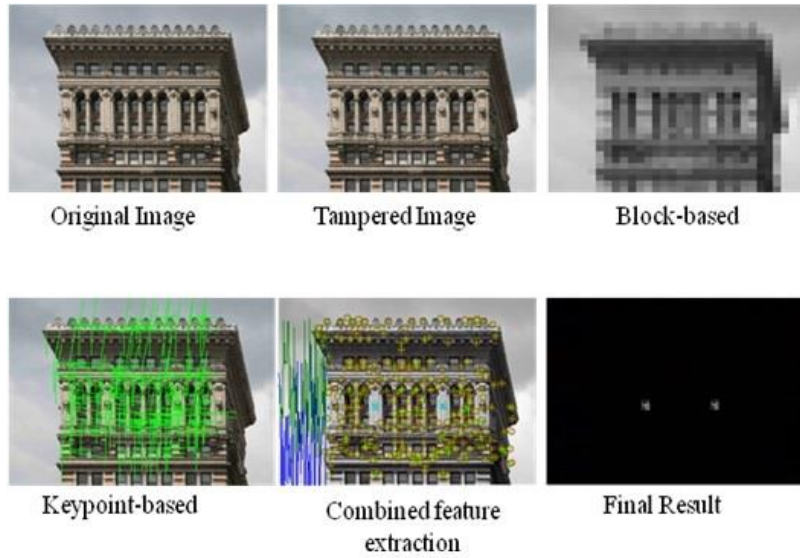 Original Image
Tampered Image
Block-based
Keypoint-based
Combined feature
extraction
Final Result